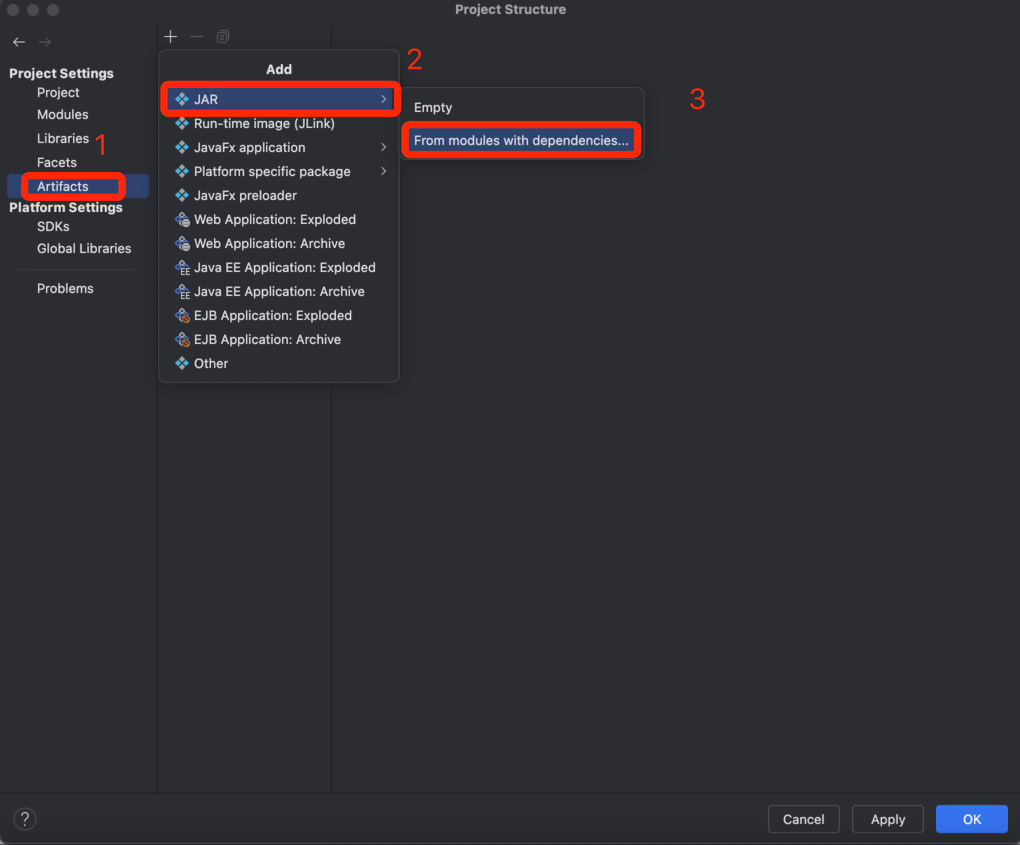 Project Structure
Project Settings
Project
Modules
Libraries
Facets
Artifacts
Platform Settings
SDKs
Global Libraries
Problems
1
Add
2
JAR
Run-time image (JLink)
JavaFx application
Platform specific package
JavaFx preloader
Web Application: Exploded
Web Application: Archive
Java EE Application: Exploded
Java EE Application: Archive
EJB Application: Exploded
EJB Application: Archive
Other
Empty
3
From modules with dependencies...
?
Cancel
Apply
OK